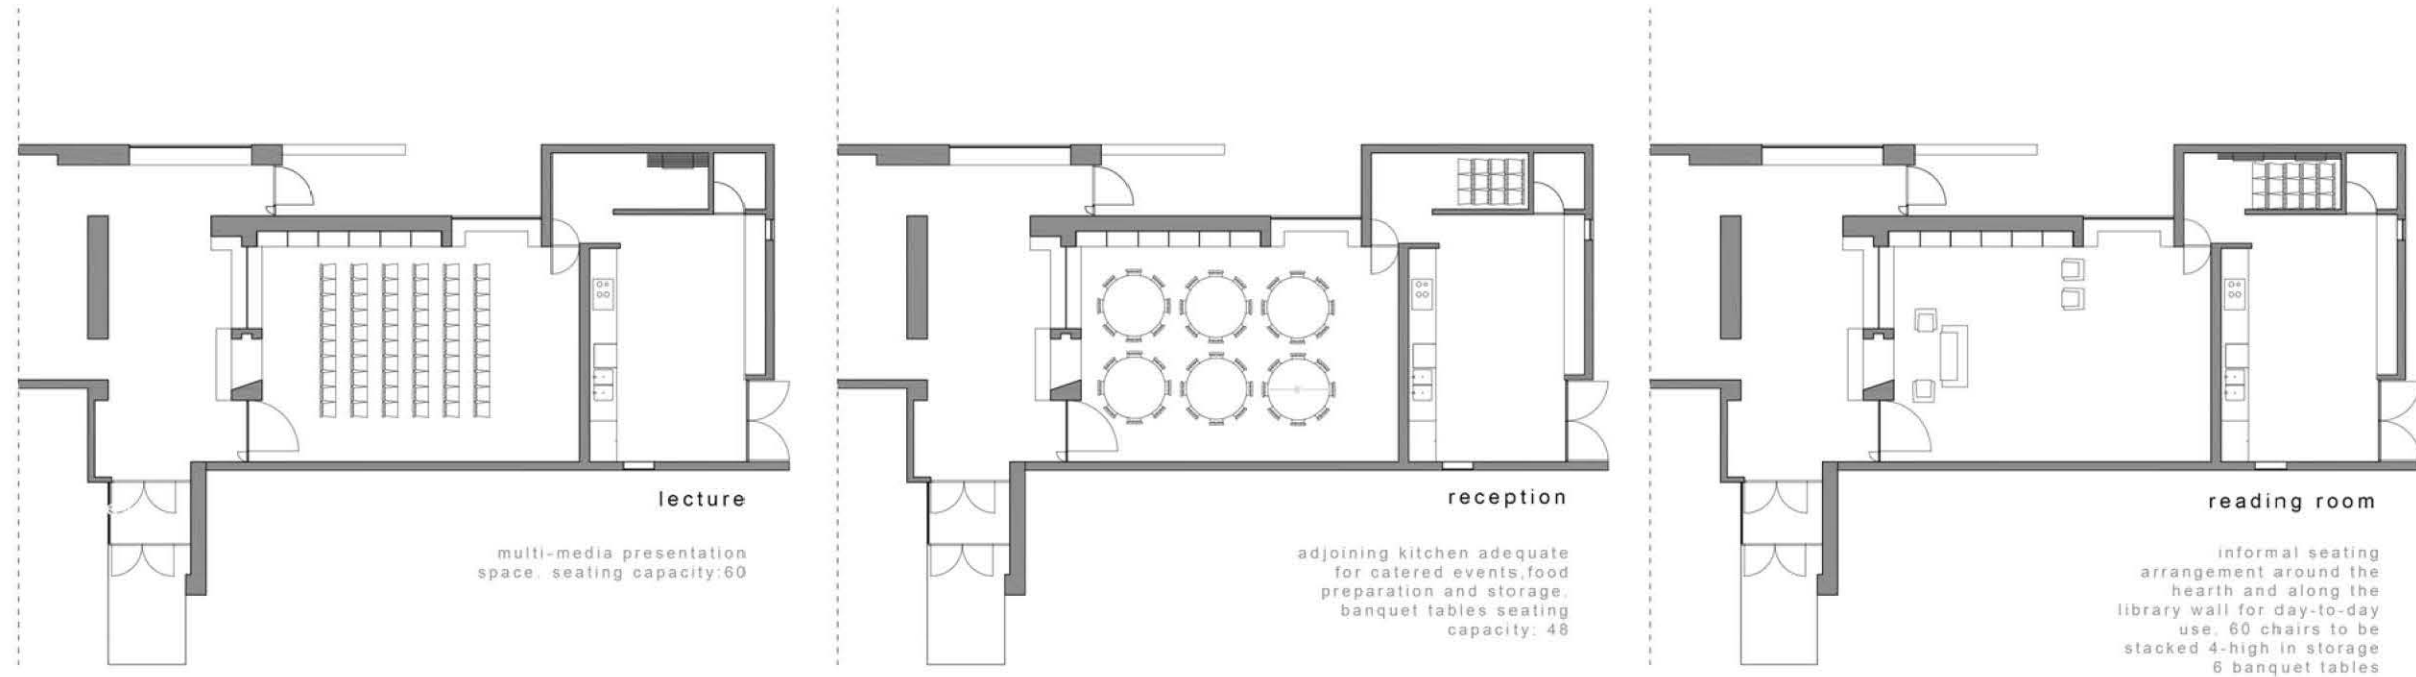 lecture
multi-media presentation
space. seating capacity:60
reception
adjoining kitchen adequate
for catered events,food
preparation and storage.
banquet tables seating
capacity: 48
reading room
informal seating
arrangement around the
hearth and along the
library wall for day-to-day
use. 60 chairs to be
stacked 4-high in storage
6 banquet tables